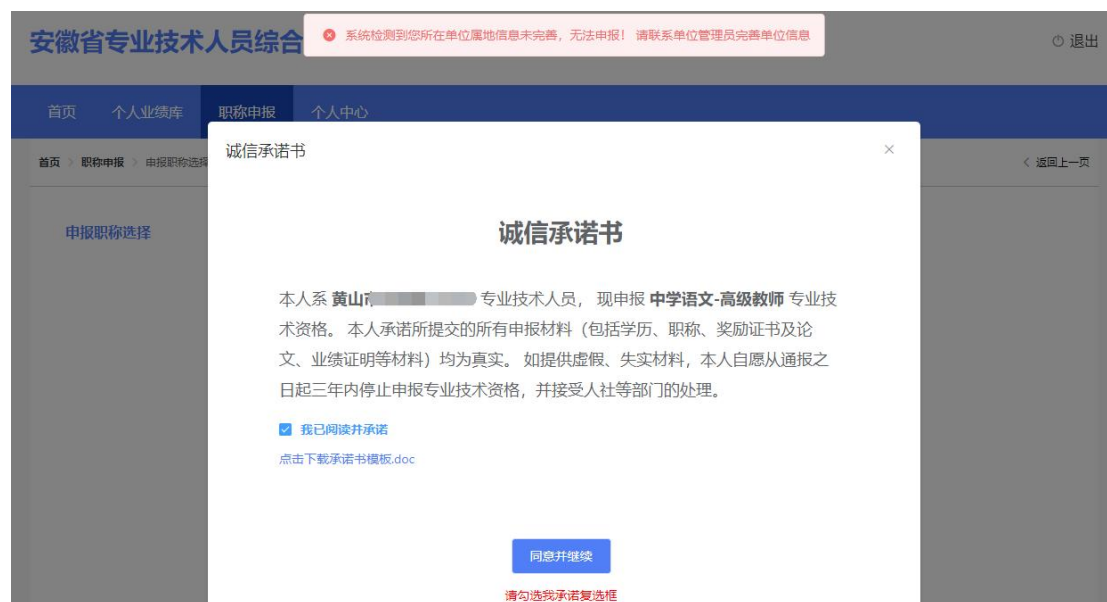 安徽省专业技术人员综合
系统检测到您所在单位属地信息未完善，无法申报！ 请联系单位管理员完善单位信息
退出
首页 个人业绩库 职称申报 个人中心
首页 > 职称申报 > 申报职称选择
< 返回上一页
诚信承诺书
申报职称选择
诚信承诺书
本人系 黄山 专业技术人员， 现申报 中学语文-高级教师 专业技
术资格。 本人承诺所提交的所有申报材料（包括学历、职称、奖励证书及论
文、业绩证明等材料）均为真实。 如提供虚假、失实材料，本人自愿从通报之
日起三年内停止申报专业技术资格，并接受人社等部门的处理。
我已阅读并承诺
点击下载承诺书模板.doc
同意并继续
请勾选我承诺复选框